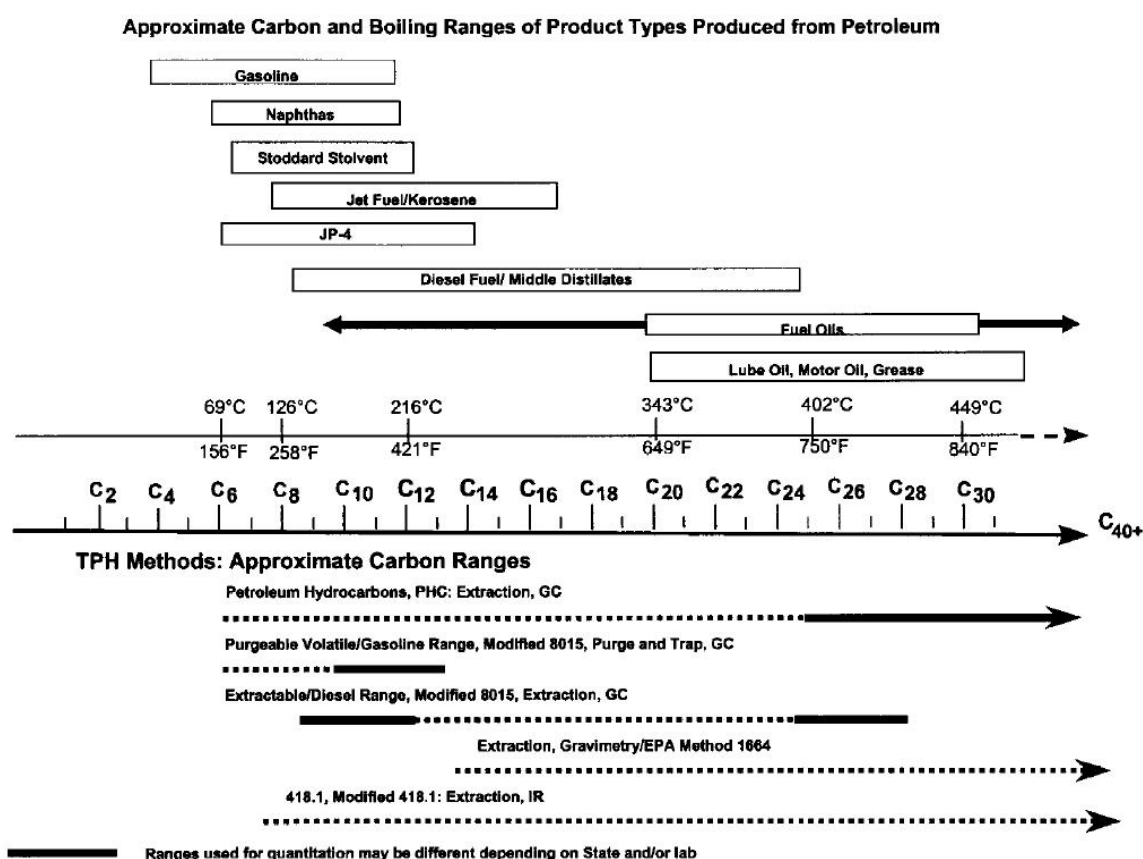 Approximate Carbon and Boiling Ranges of Product Types Produced from Petroleum
Gasoline
Naphthas
Stoddard Stolvent
Jet Fuel/Kerosene
JP-4
Diesel Fuel/ Middle Distillates
Fuel Oils
Lube Oil, Motor Oil, Grease
69°C 126°C 216°C 343°C 402°C 449°C
156°F 258°F 421°F 649°F 750°F 840°F
C2 C4 C6 C8 C10 C12 C14 C16 C18 C20 C22 C24 C26 C28 C30
C40+
TPH Methods: Approximate Carbon Ranges
Petroleum Hydrocarbons, PHC: Extraction, GC
Purgeable Volatile/Gasoline Range, Modified 8015, Purge and Trap, GC
Extractable/Diesel Range, Modified 8015, Extraction, GC
Extraction, Gravimetry/EPA Method 1664
418.1, Modified 418.1: Extraction, IR
Ranges used for quantitation may be different depending on State and/or lab